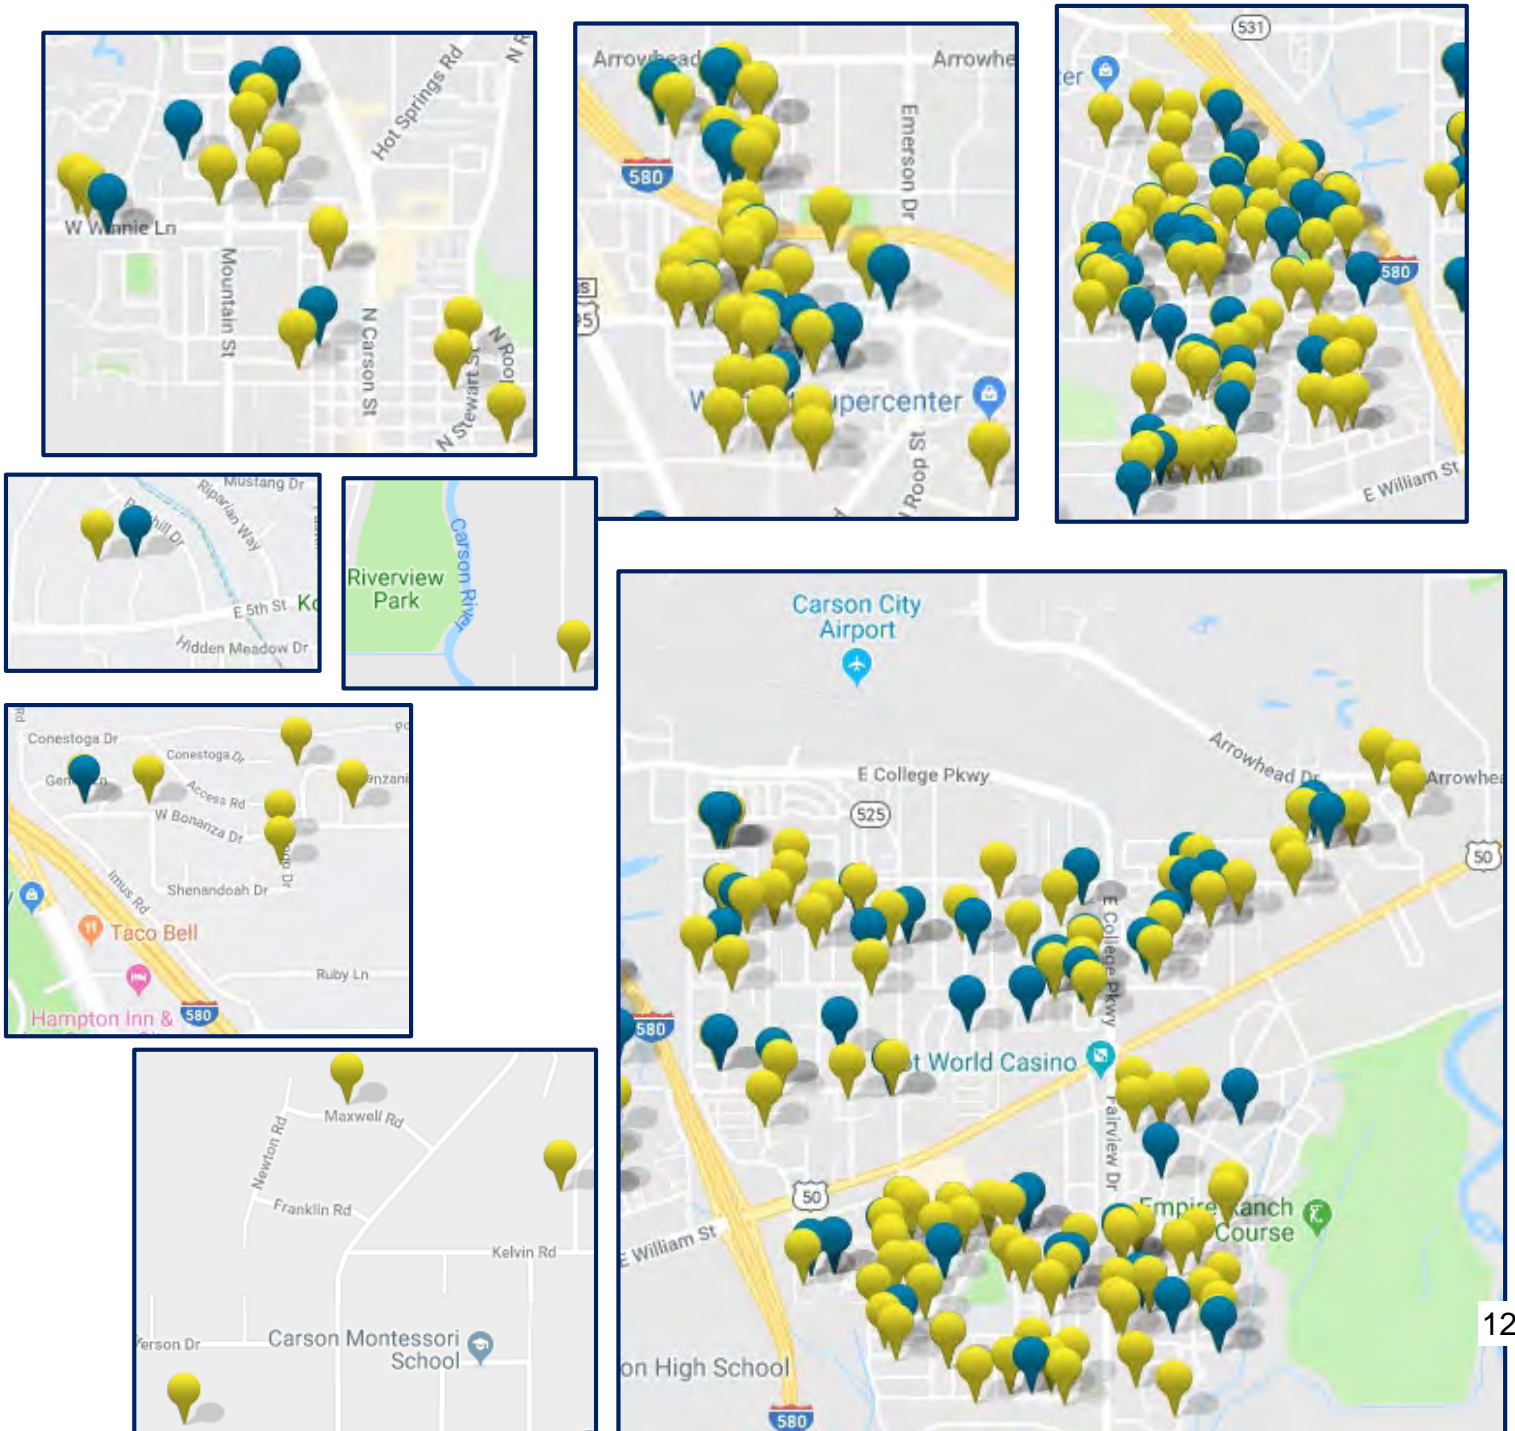 Hot Springs Rd
W Winnie Ln
Mountain St
N Carson St
N Stewart St
Arrowhead
580
Emerson Dr
N Roop St
531
580
E William St
Mustang Dr
Riparian Way
E 5th St
Hidden Meadow Dr
Riverview
Park
Carson River
Conestoga Dr
Conestoga Dr
Access Rd
W Bonanza Dr
Imus Rd
Shenandoah Dr
Taco Bell
Ruby Ln
Hampton Inn &
580
Maxwell Rd
Newton Rd
Franklin Rd
Kelvin Rd
Carson Montessori
School
Carson City
Airport
Arrowhead Dr
E College Pkwy
525
50
E College Pkwy
580
World Casino
Fairview Dr
50
Empire Ranch
Course
E William St
on High School
580
12